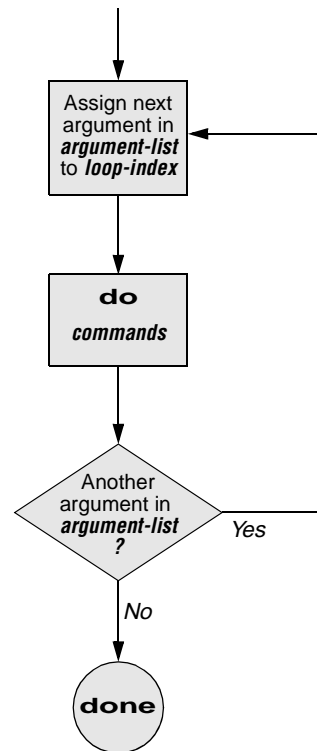 Assign next
argument in
argument-list
to loop-index
do
commands
Another
argument in
argument-list
?
Yes
No
done